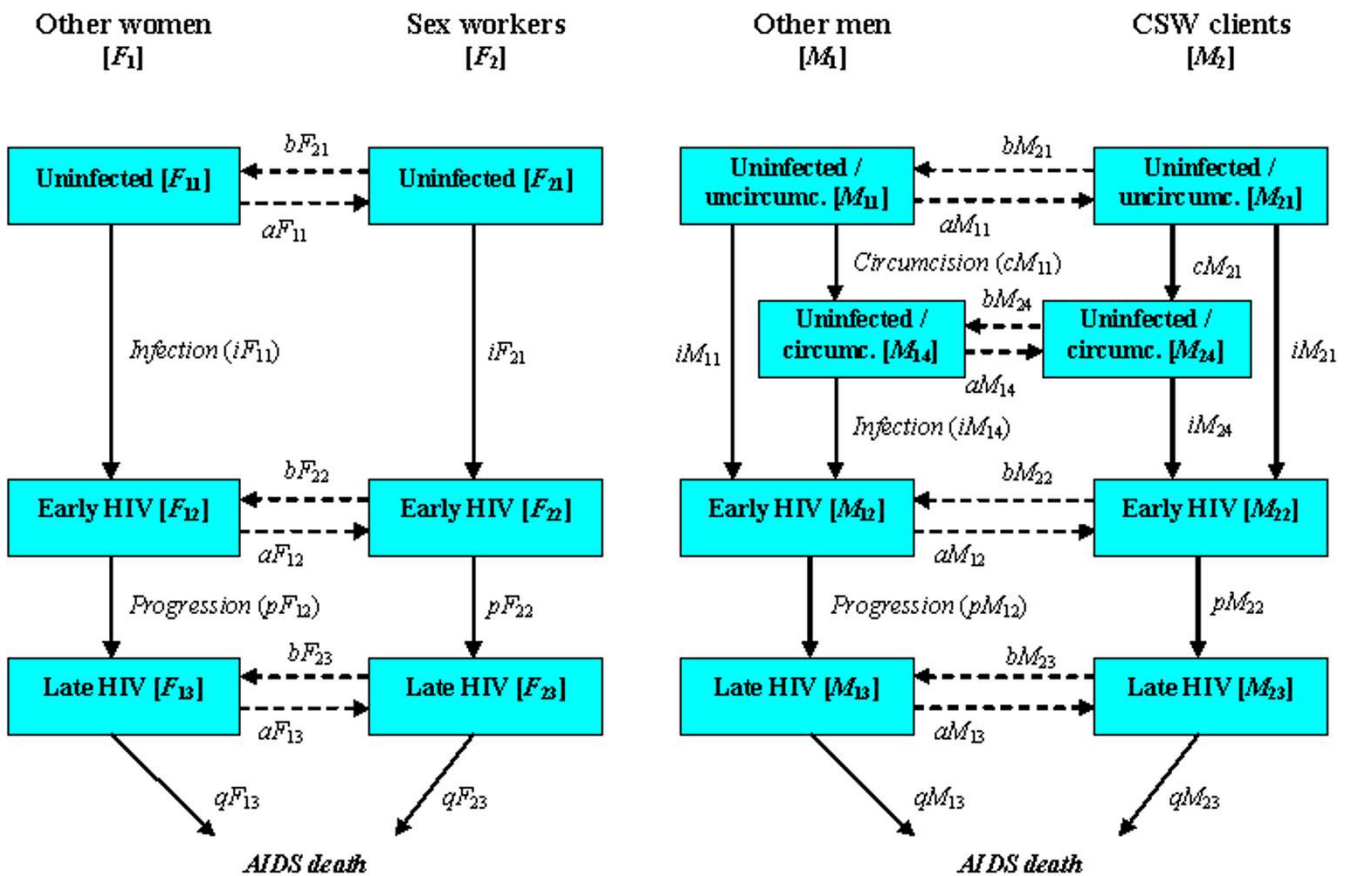 Other women
[F₁]
Sex workers
[F₂]
Other men
[M₁]
CSW clients
[M₂]
Uninfected [F₁₁]
bF₂₁
aF₁₁
Uninfected [F₂₁]
Uninfected /
uncircumc. [M₁₁]
bM₂₁
aM₁₁
Uninfected /
uncircumc. [M₂₁]
Circumcision (cM₁₁)
cM₂₁
Infection (iF₁₁)
iF₂₁
iM₁₁
Uninfected /
circumc. [M₁₄]
bM₂₄
aM₁₄
Uninfected /
circumc. [M₂₄]
iM₂₁
Infection (iM₁₄)
iM₂₄
Early HIV [F₁₂]
bF₂₂
aF₁₂
Early HIV [F₂₂]
Early HIV [M₁₂]
bM₂₂
aM₁₂
Early HIV [M₂₂]
Progression (pF₁₂)
pF₂₂
Progression (pM₁₂)
pM₂₂
Late HIV [F₁₃]
bF₂₃
aF₁₃
Late HIV [F₂₃]
Late HIV [M₁₃]
bM₂₃
aM₁₃
Late HIV [M₂₃]
qF₁₃
qF₂₃
qM₁₃
qM₂₃
AIDS death
AIDS death